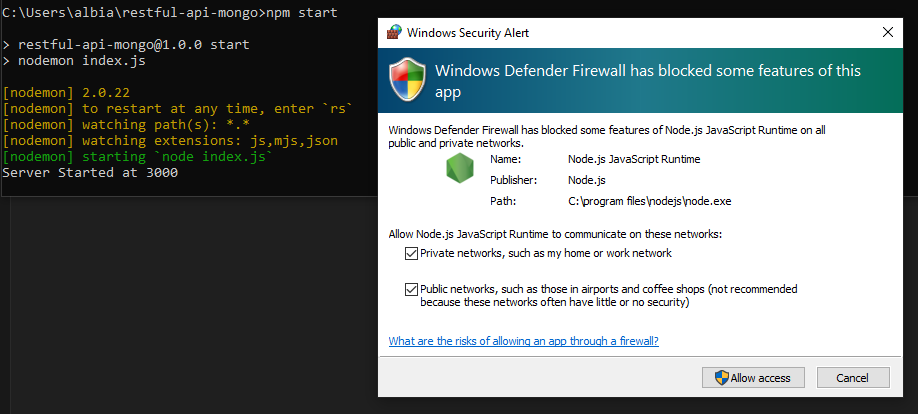 C:\Users\albia\restful-api-mongo>npm start
> restful-api-mongo@1.0.0 start
> nodemon index.js
[nodemon] 2.0.22
[nodemon] to restart at any time, enter `rs`
[nodemon] watching path(s): *.*
[nodemon] watching extensions: js,mjs,json
[nodemon] starting `node index.js`
Server Started at 3000
Windows Security Alert
Windows Defender Firewall has blocked some features of this
app
Windows Defender Firewall has blocked some features of Node.js JavaScript Runtime on all
public and private networks.
Name: Node.js JavaScript Runtime
Publisher: Node.js
Path: C:\program files\nodejs\node.exe
Allow Node.js JavaScript Runtime to communicate on these networks:
Private networks, such as my home or work network
Public networks, such as those in airports and coffee shops (not recommended
because these networks often have little or no security)
What are the risks of allowing an app through a firewall?
Allow access Cancel